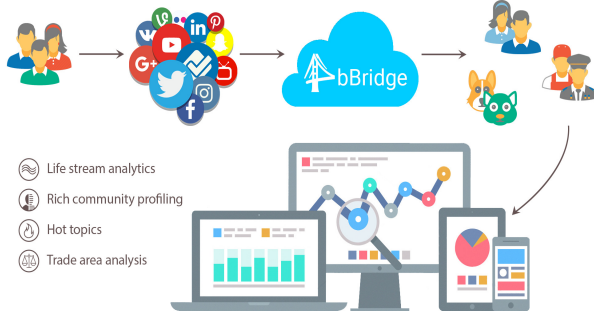 bBridge
Life stream analytics
Rich community profiling
Hot topics
Trade area analysis